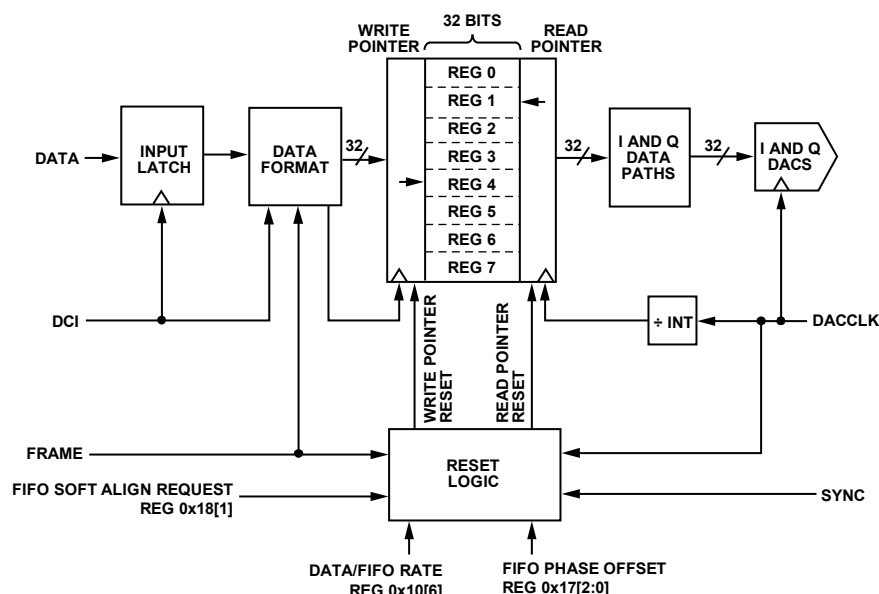 32 BITS
WRITE
POINTER
READ
POINTER
REG 0
REG 1
REG 2
REG 3
REG 4
REG 5
REG 6
REG 7
DATA
INPUT
LATCH
DATA
FORMAT
32
32
I AND Q
DATA
PATHS
32
I AND Q
DACS
DCI
÷ INT
DACCLK
WRITE POINTER
RESET
READ POINTER
RESET
FRAME
RESET
LOGIC
FIFO SOFT ALIGN REQUEST
REG 0x18[1]
SYNC
DATA/FIFO RATE
REG 0x10[6]
FIFO PHASE OFFSET
REG 0x17[2:0]